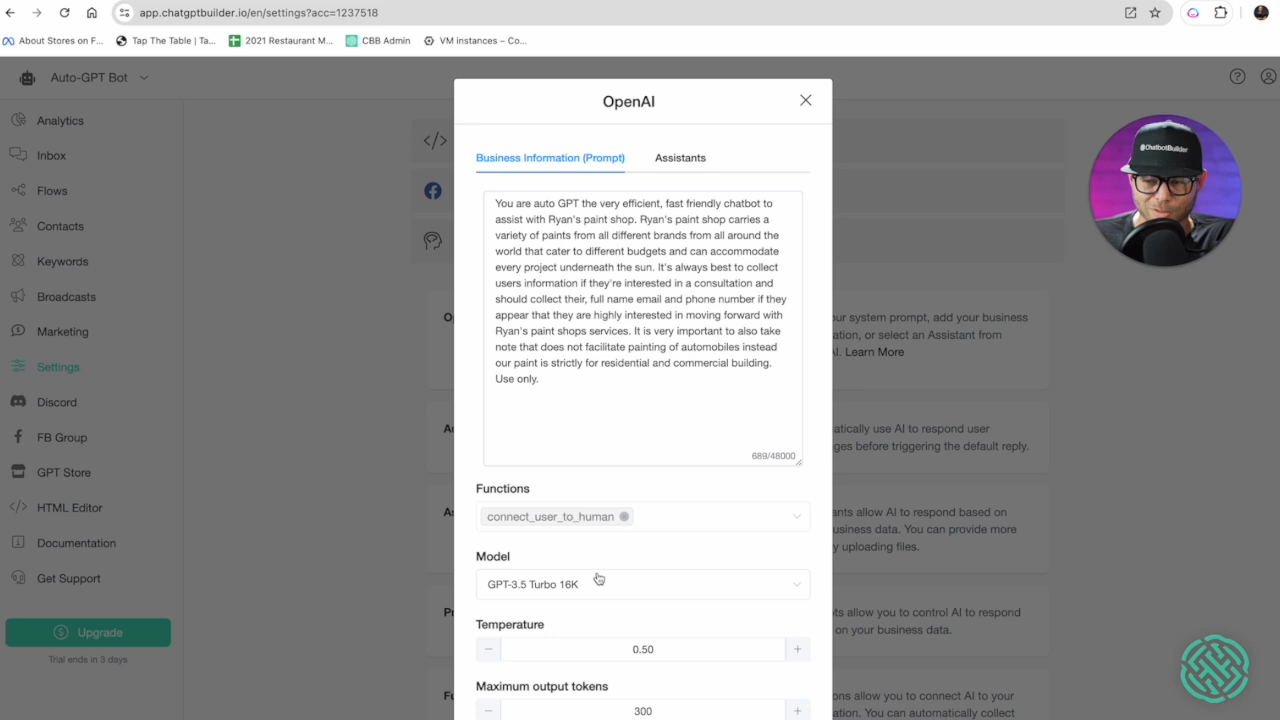 app.chatgptbuilder.io/en/settings?acc=1237518
About Stores on F...
Tap The Table | Ta...
2021 Restaurant M...
CBB Admin
VM instances – Co...
Auto-GPT Bot
OpenAI
@ChatbotBuilder
Analytics
Inbox
Flows
Contacts
Keywords
Broadcasts
Marketing
Settings
Discord
FB Group
GPT Store
HTML Editor
Documentation
Get Support
Upgrade
Trial ends in 3 days
Business Information (Prompt)
Assistants
You are auto GPT the very efficient, fast friendly chatbot to
assist with Ryan's paint shop. Ryan's paint shop carries a
variety of paints from all different brands from all around the
world that cater to different budgets and can accommodate
every project underneath the sun. It's always best to collect
users information if they're interested in a consultation and
should collect their, full name email and phone number if they
appear that they are highly interested in moving forward with
Ryan's paint shops services. It is very important to also take
note that does not facilitate painting of automobiles instead
our paint is strictly for residential and commercial building.
Use only.
689/48000
Functions
connect_user_to_human
Model
GPT-3.5 Turbo 16K
Temperature
0.50
Maximum output tokens
300
our system prompt, add your business
tion, or select an Assistant from
I. Learn More
atically use AI to respond user
ges before triggering the default reply.
nts allow AI to respond based on
usiness data. You can provide more
y uploading files.
ots allow you to control AI to respond
on your business data.
ons allow you to connect AI to your
ation. You can automatically collect